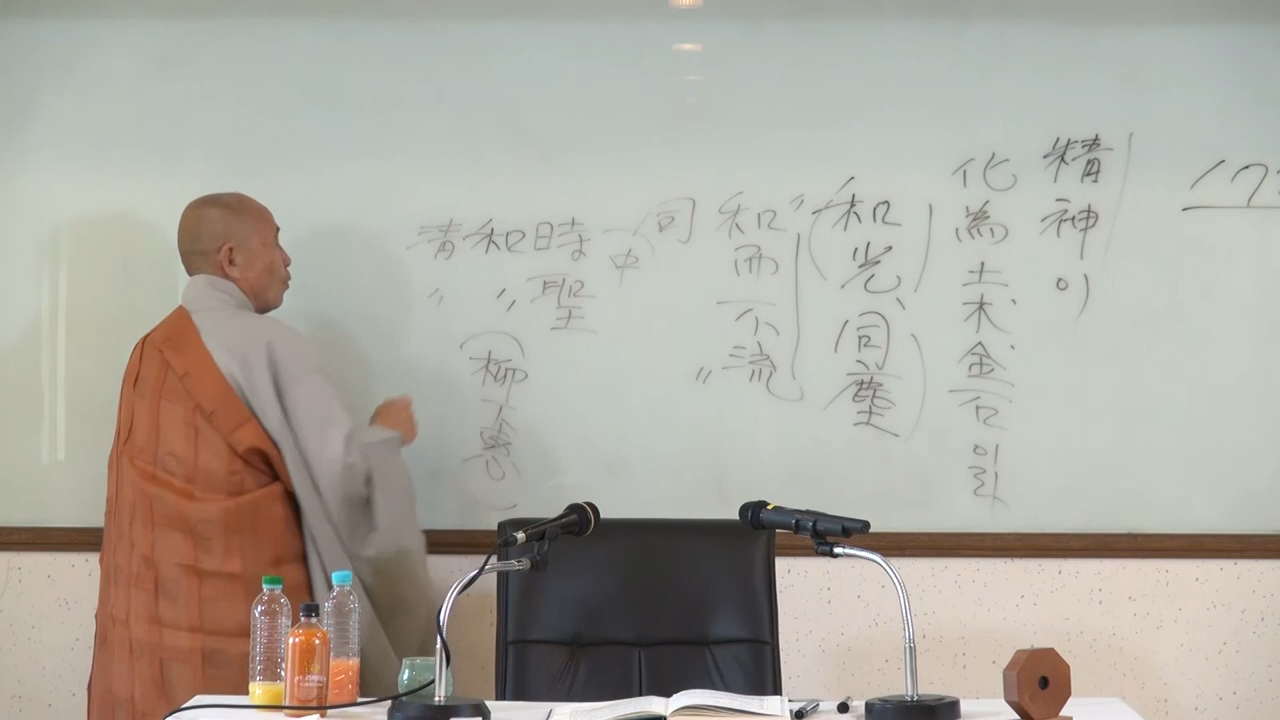 精神이
化為土木金石이라
和光、同塵
和而不流
同
中
時聖
和〃
清〃
(柳下惠)